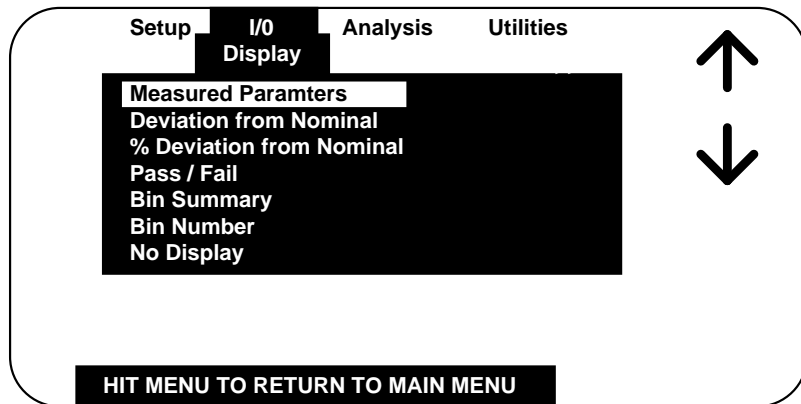 Setup I/0 Analysis Utilities
Display
Measured Paramters
Deviation from Nominal
% Deviation from Nominal
Pass / Fail
Bin Summary
Bin Number
No Display
HIT MENU TO RETURN TO MAIN MENU